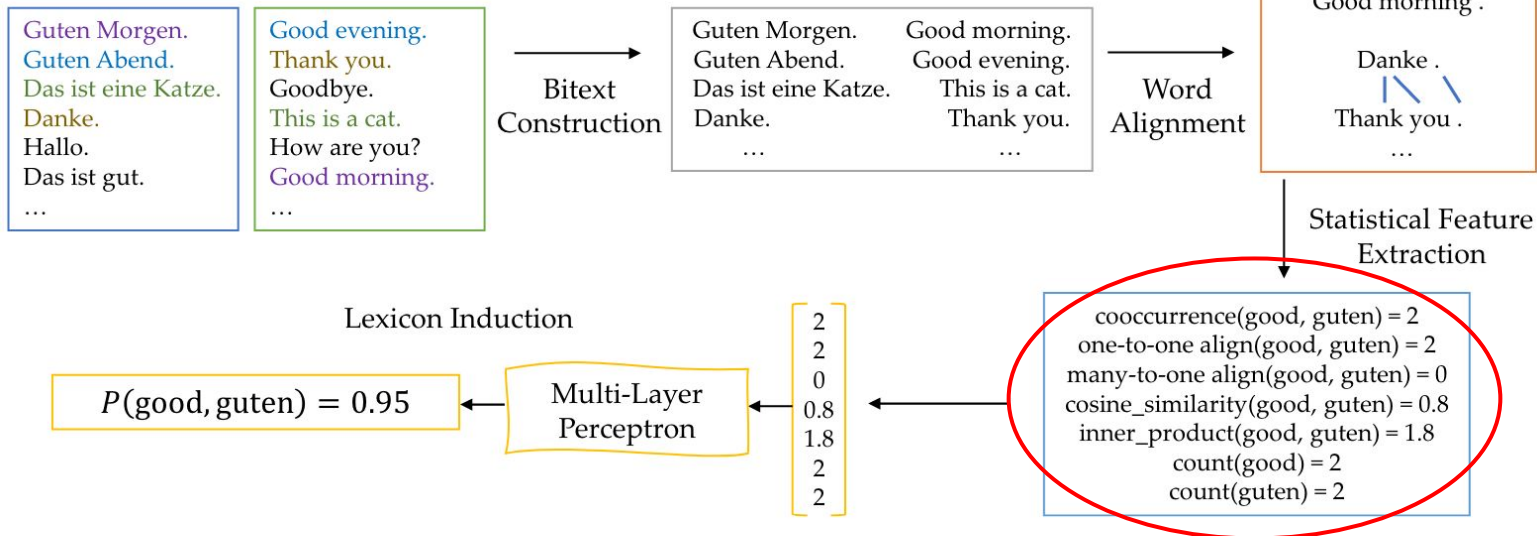 Guten Morgen.
Guten Abend.
Das ist eine Katze.
Danke.
Hallo.
Das ist gut.
…
Good evening.
Thank you.
Goodbye.
This is a cat.
How are you?
Good morning.
…
Bitext
Construction
Guten Morgen. Good morning.
Guten Abend. Good evening.
Das ist eine Katze. This is a cat.
Danke. Thank you.
… …
Word
Alignment
Good morning .
Danke .
Thank you .
…
Statistical Feature
Extraction
cooccurrence(good, guten) = 2
one-to-one align(good, guten) = 2
many-to-one align(good, guten) = 0
cosine_similarity(good, guten) = 0.8
inner_product(good, guten) = 1.8
count(good) = 2
count(guten) = 2
2
2
0
0.8
1.8
2
2
Multi-Layer
Perceptron
Lexicon Induction
P(good, guten) = 0.95